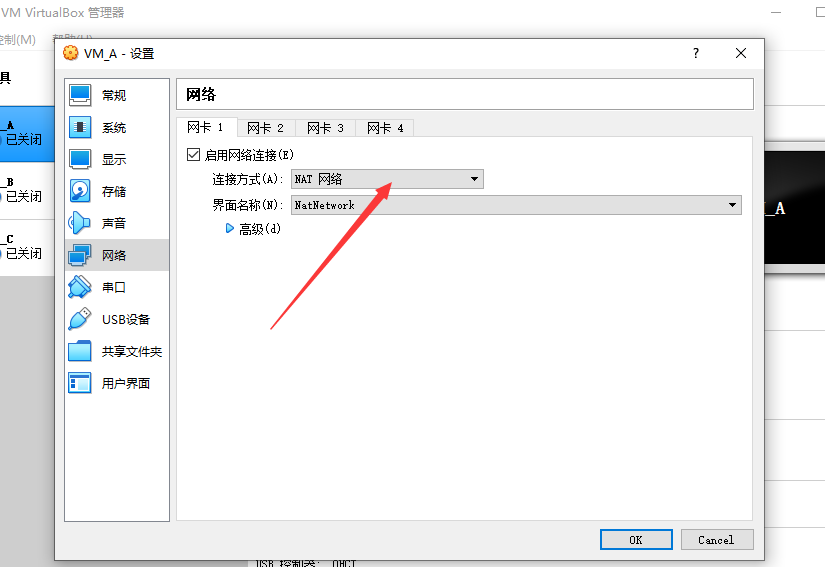 VM VirtualBox 管理器
控制(M) 帮助(H)
具
_A
已关闭
_B
已关闭
_C
已关闭
VM_A - 设置
?
常规
系统
显示
存储
声音
网络
串口
USB设备
共享文件夹
用户界面
网络
网卡 1 网卡 2 网卡 3 网卡 4
启用网络连接(E)
连接方式(A): NAT 网络
界面名称(N): NatNetwork
高级(d)
_A
OK Cancel
USB 控制器: OHCI